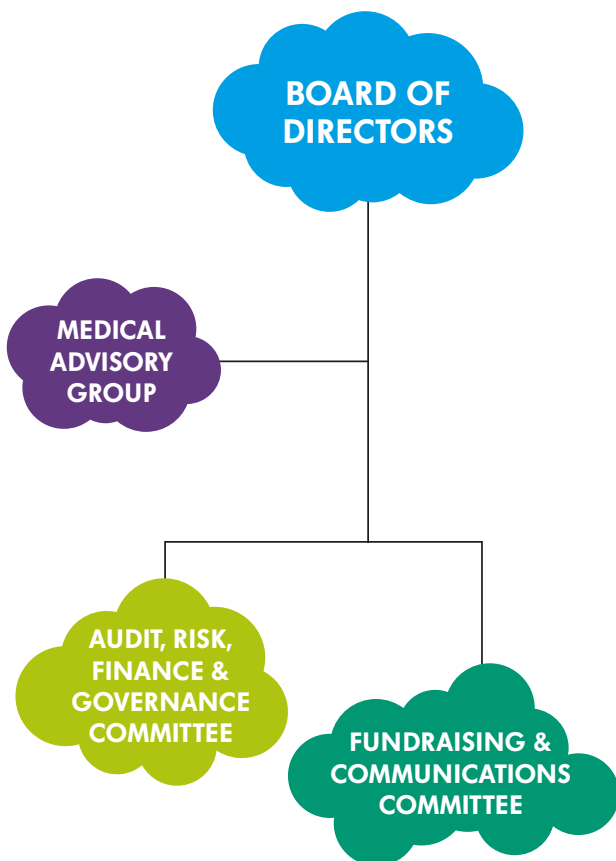 BOARD OF
DIRECTORS
MEDICAL
ADVISORY
GROUP
AUDIT, RISK,
FINANCE &
GOVERNANCE
COMMITTEE
FUNDRAISING &
COMMUNICATIONS
COMMITTEE